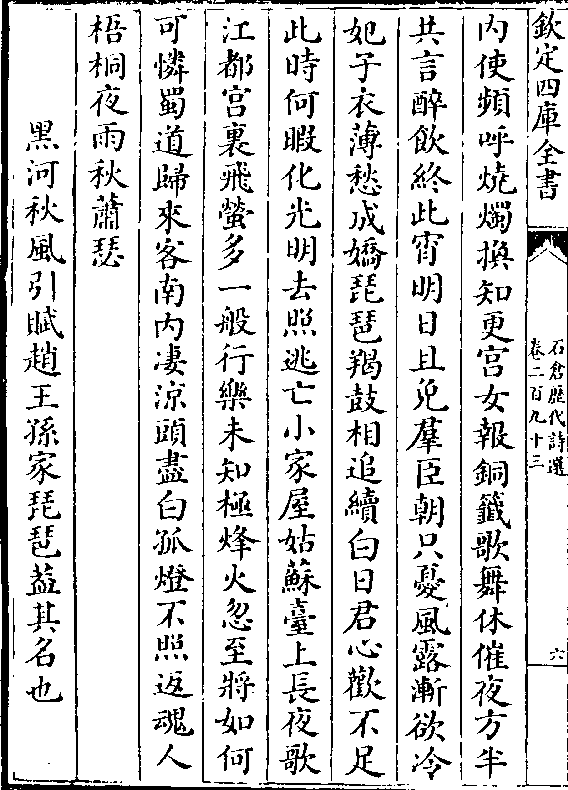 欽定四庫全書
石倉歴代詩選
卷二百九十三
六
内使頻呼燒燭換知更宫女報銅籖歌舞休催夜方半
共言醉飲終此宵明日且免羣臣朝只憂風露漸欲冷
妃子衣薄愁成嬌琵琶羯鼓相追續白日君心歡不足
此時何暇化光明去照逃亡小家屋姑蘇臺上長夜歌
江都宫裏飛螢多一般行樂未知極烽火忽至將如何
可憐蜀道歸來客南内凄涼頭盡白孤燈不照返魂人
梧桐夜雨秋蕭瑟
黒河秋風引賦趙王孫家琵琶葢其名也